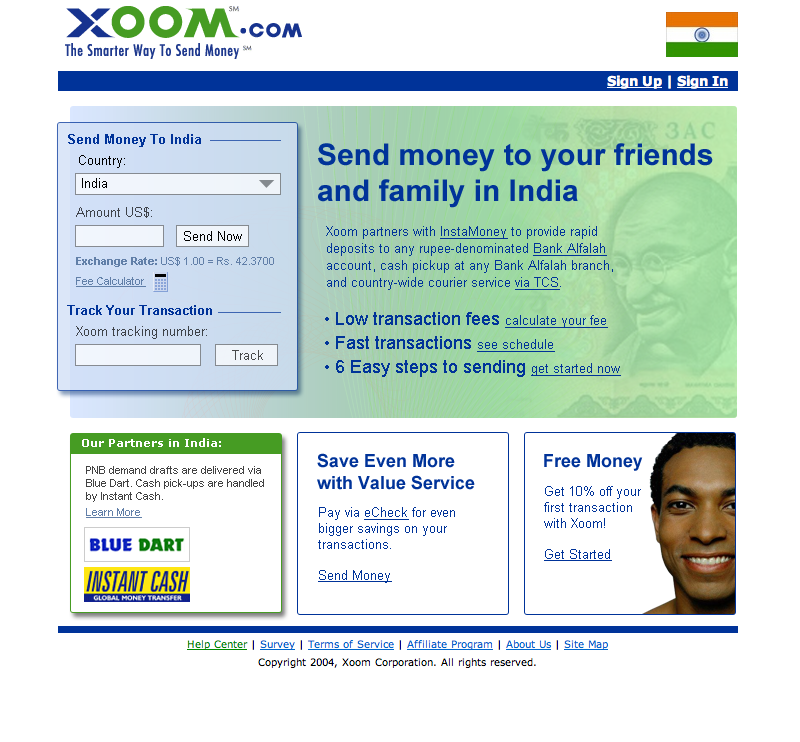 XOOM.COM SM
The Smarter Way To Send Money SM
Sign Up | Sign In
Send Money To India
Country:
India
Amount US$:
Send Now
Exchange Rate: US$ 1.00 = Rs. 42.3700
Fee Calculator
Track Your Transaction
Xoom tracking number:
Track
3AC
Send money to your friends
and family in India
Xoom partners with InstaMoney to provide rapid
deposits to any rupee-denominated Bank Alfalah
account, cash pickup at any Bank Alfalah branch,
and country-wide courier service via TCS.
• Low transaction fees calculate your fee
• Fast transactions see schedule
• 6 Easy steps to sending get started now
Our Partners in India:
PNB demand drafts are delivered via
Blue Dart. Cash pick-ups are handled
by Instant Cash.
Learn More
BLUE DART
INSTANT CASH
GLOBAL MONEY TRANSFER
Save Even More
with Value Service
Pay via eCheck for even
bigger savings on your
transactions.
Send Money
Free Money
Get 10% off your
first transaction
with Xoom!
Get Started
Help Center | Survey | Terms of Service | Affiliate Program | About Us | Site Map
Copyright 2004, Xoom Corporation. All rights reserved.